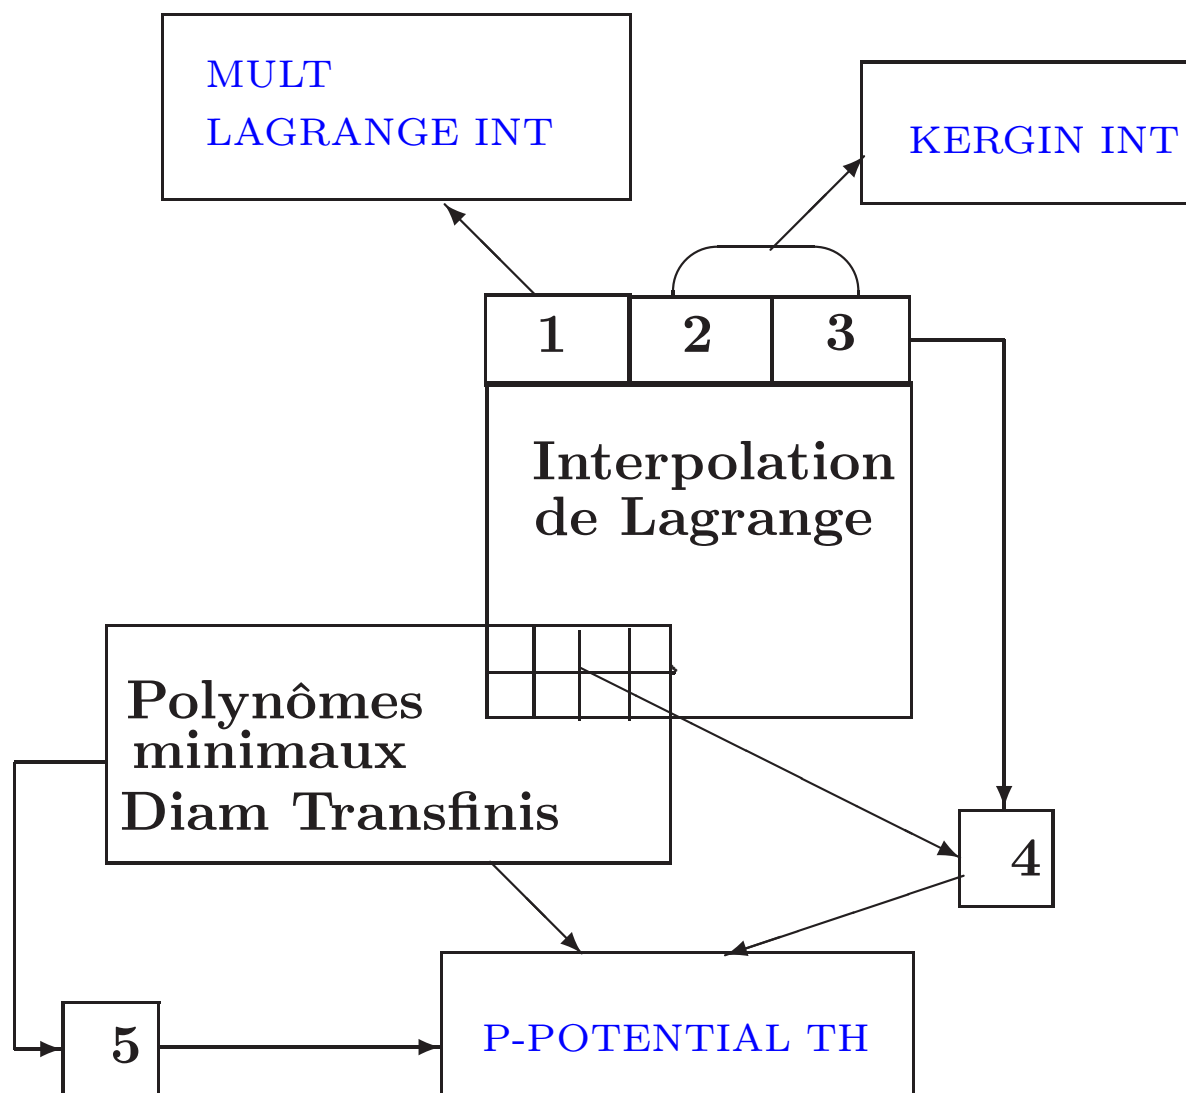 MULT
LAGRANGE INT
KERGIN INT
1
2
3
Interpolation
de Lagrange
Polynômes
minimaux
Diam Transfinis
4
5
P-POTENTIAL TH